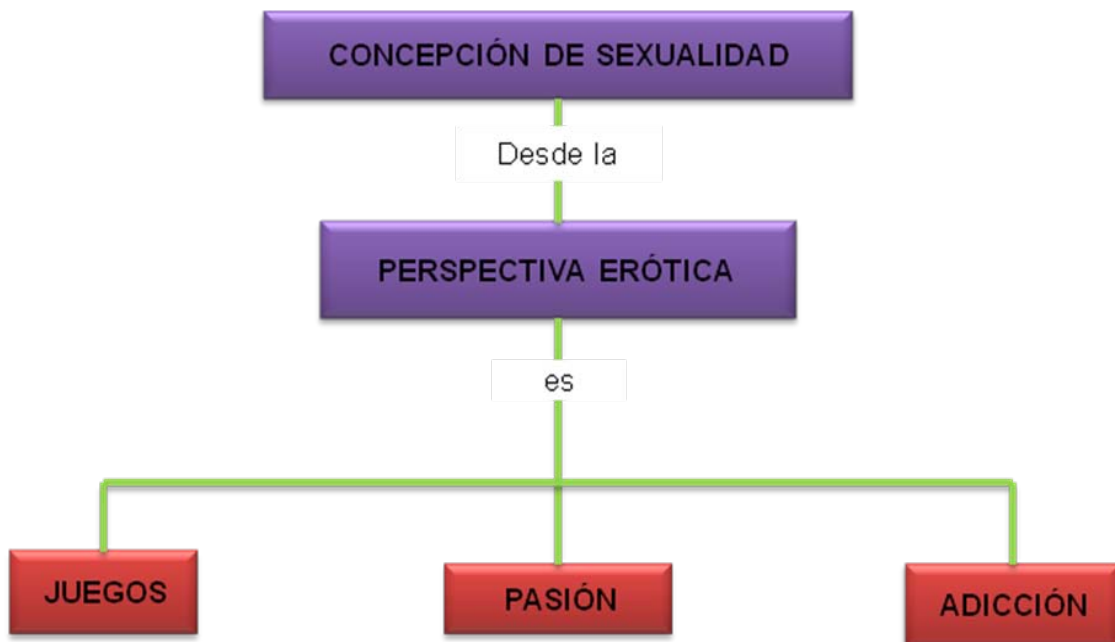 CONCEPCIÓN DE SEXUALIDAD
Desde la
PERSPECTIVA ERÓTICA
es
JUEGOS
PASIÓN
ADICCIÓN